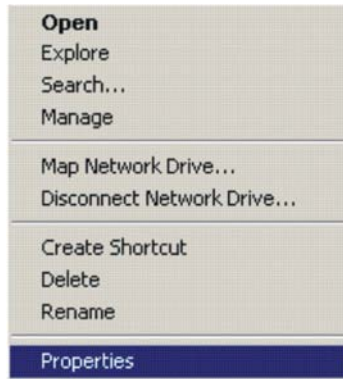 Open
Explore
Search...
Manage
Map Network Drive...
Disconnect Network Drive...
Create Shortcut
Delete
Rename
Properties